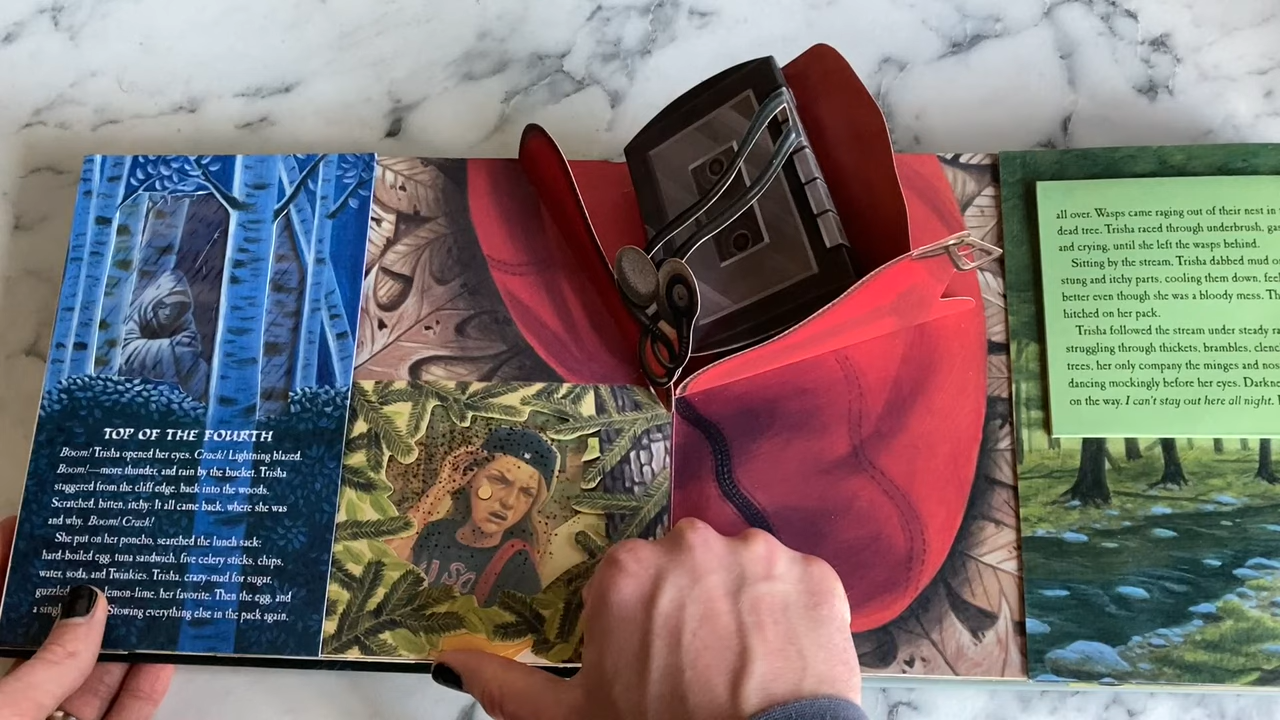 TOP OF THE FOURTH
Boom! Trisha opened her eyes. Crack! Lightning blazed.
Boom!—more thunder, and rain by the bucket. Trisha
staggered from the cliff edge, back into the woods.
Scratched, bitten, itchy: It all came back, where she was
and why. Boom! Crack!
She put on her poncho, searched the lunch sack:
hard-boiled egg, tuna sandwich, five celery sticks, chips,
water, soda, and Twinkies. Trisha, crazy-mad for sugar,
guzzled lemon-lime, her favorite. Then the egg, and
a Stowing everything else in the pack again.
all over. Wasps came raging out of their nest in
dead tree. Trisha raced through underbrush,
and crying, until she left the wasps behind.
Sitting by the stream, Trisha dabbed mud
stung and itchy parts, cooling them down,
better even though she was a bloody mess.
hitched on her pack.
Trisha followed the stream under steady
struggling through thickets, brambles,
trees, her only company the minges and
dancing mockingly before her eyes.
on the way. I can't stay out here all night.